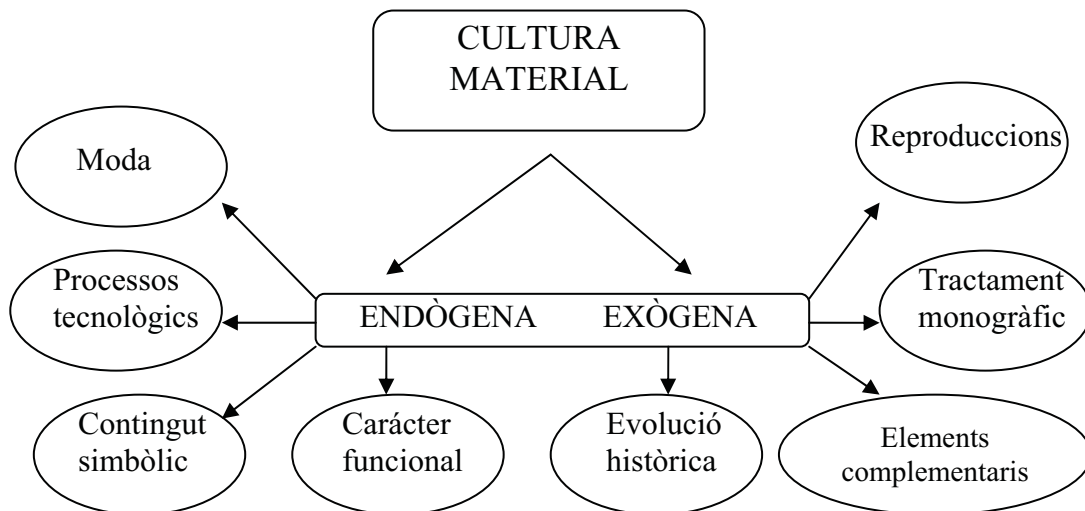 CULTURA
MATERIAL
Moda
Reproduccions
Processos
tecnològics
Tractament
monogràfic
ENDÒGENA EXÒGENA
Contingut
simbòlic
Carácter
funcional
Evolució
històrica
Elements
complementaris